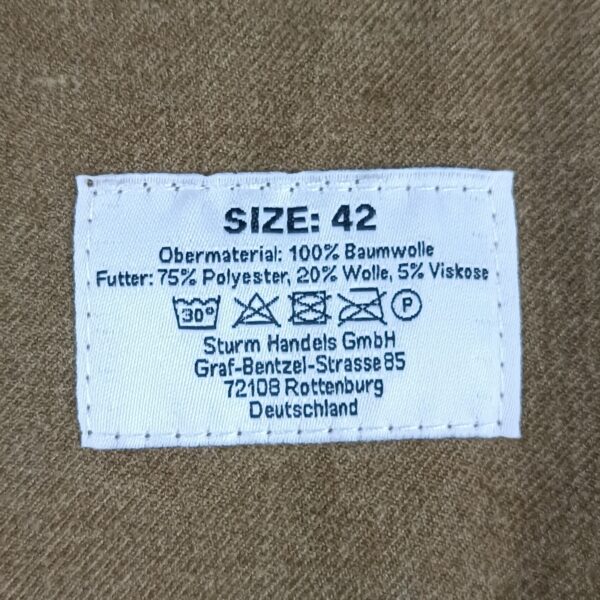 SIZE: 42
Obermaterial: 100% Baumwolle
Futter: 75% Polyester, 20% Wolle, 5% Viskose
30° P
Sturm Handels GmbH
Graf-Bentzel-Strasse 85
72108 Rottenburg
Deutschland